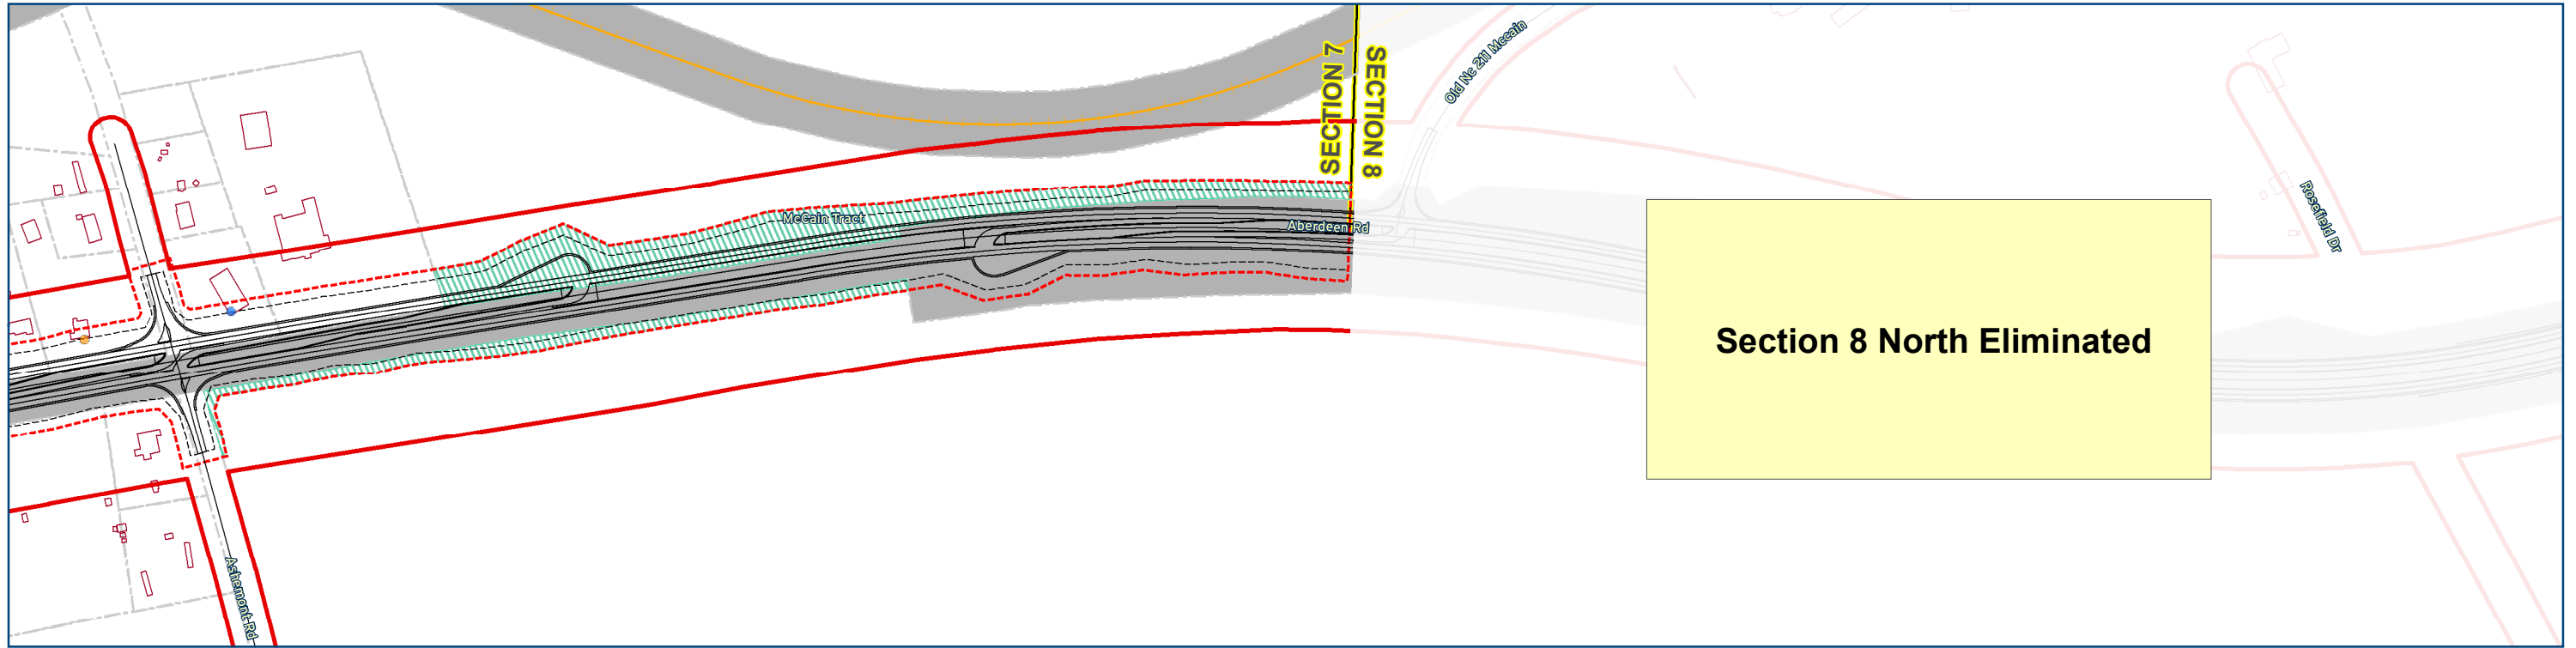 SECTION 7
SECTION 8
Old Nc 211 Mccain
McCain Tract
Aberdeen Rd
Rosefield Dr
Section 8 North Eliminated
Ashemont Rd